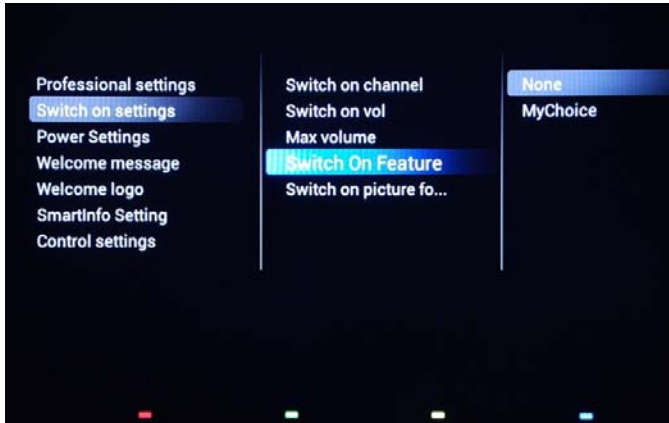 Professional settings
Switch on settings
Power Settings
Welcome message
Welcome logo
SmartInfo Setting
Control settings
Switch on channel
Switch on vol
Max volume
Switch On Feature
Switch on picture fo...
None
MyChoice